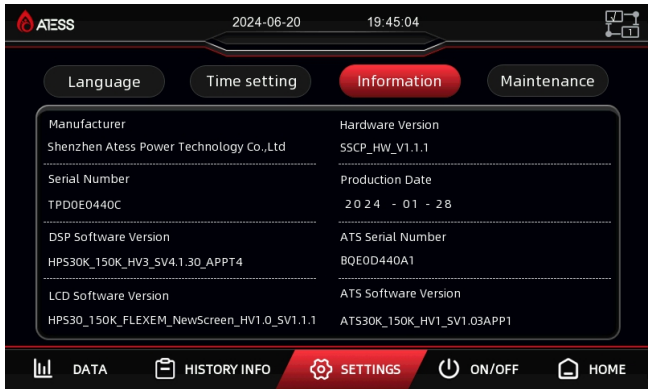 ATESS
2024-06-20 19:45:04
1
Language Time setting Information Maintenance
Manufacturer
Shenzhen Atess Power Technology Co.,Ltd
Hardware Version
SSCP_HW_V1.1.1
Serial Number
TPD0E0440C
Production Date
2024 - 01 - 28
DSP Software Version
HPS30K_150K_HV3_SV4.1.30_APPT4
ATS Serial Number
BQE0D440A1
LCD Software Version
HPS30_150K_FLEXEM_NewScreen_HV1.0_SV1.1.1
ATS Software Version
ATS30K_150K_HV1_SV1.03APP1
DATA HISTORY INFO SETTINGS ON/OFF HOME